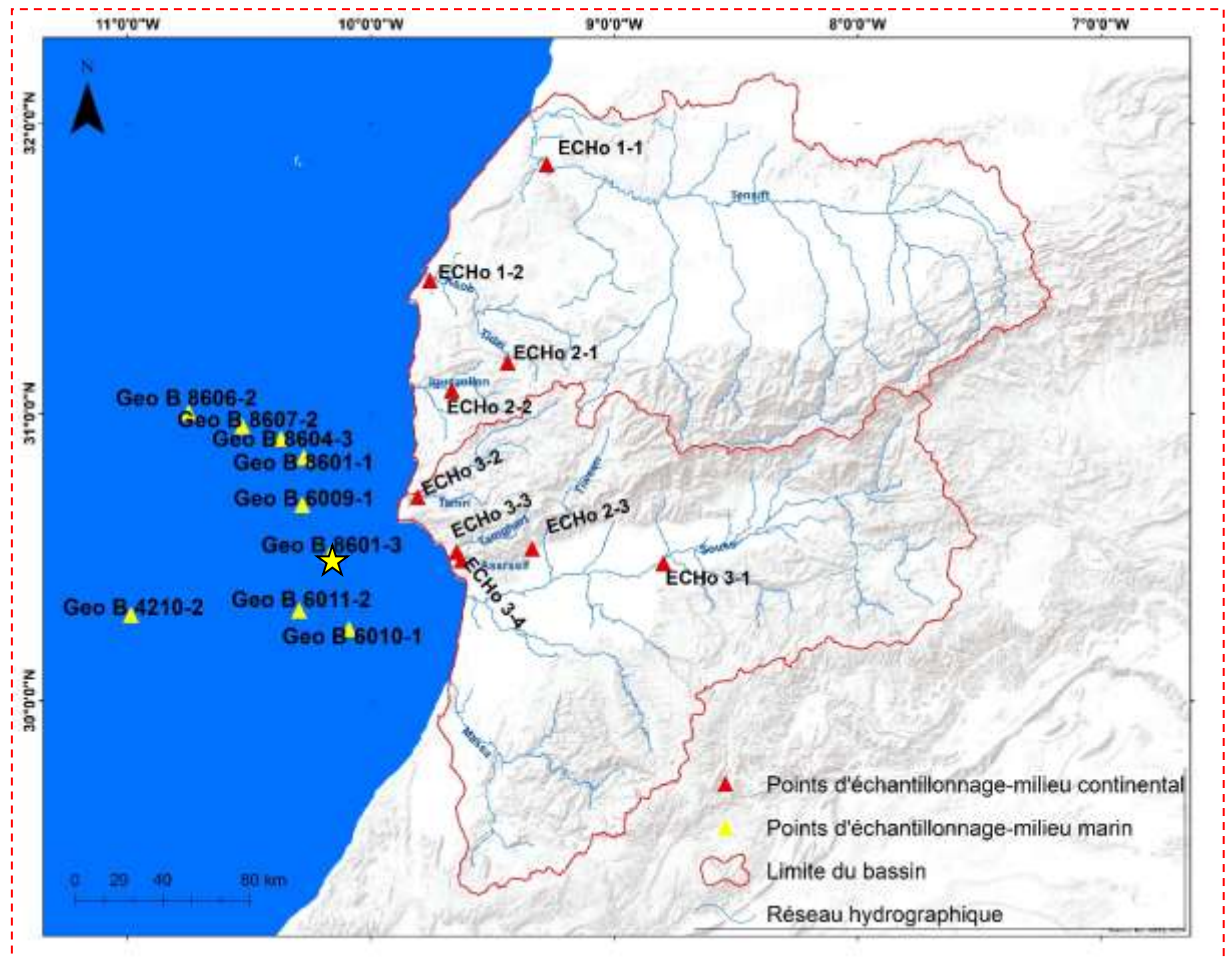 11°0'0"W 10°0'0"W 9°0'0"W 8°0'0"W 7°0'0"W
N
32°0'0"N
ECHo 1-1
Tensift
ECHo 1-2
ECHo 2-1
31°0'0"N
Geo B 8606-2
ECHo 2-2
Geo B 8607-2
Geo B 8604-3
Geo B 8601-1
ECHo 3-2
Geo B 6009-1
Tamri
ECHo 3-3
ECHo 2-3
Geo B 8601-3
Souss
ECHo 3-1
ECHo 3-4
Geo B 4210-2
Geo B 6011-2
Geo B 6010-1
30°0'0"N
Massa
Points d'échantillonnage-milieu continental
Points d'échantillonnage-milieu marin
Limite du bassin
Réseau hydrographique
0 20 40 80 km